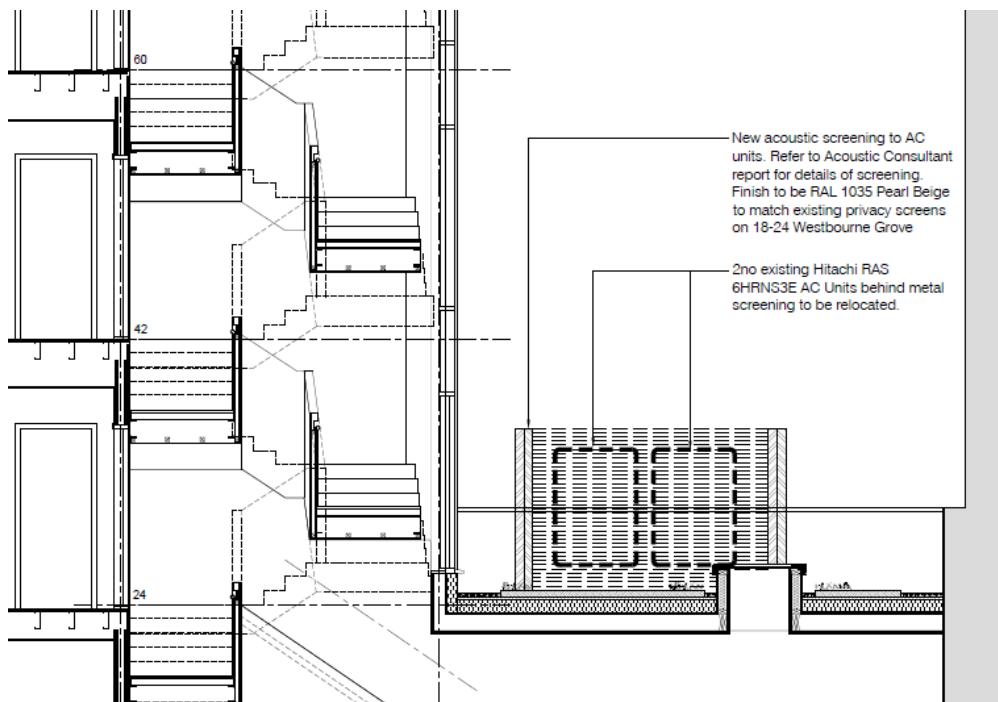 60
New acoustic screening to AC
units. Refer to Acoustic Consultant
report for details of screening.
Finish to be RAL 1035 Pearl Beige
to match existing privacy screens
on 18-24 Westbourne Grove
2no existing Hitachi RAS
6HRNS3E AC Units behind metal
screening to be relocated.
42
24